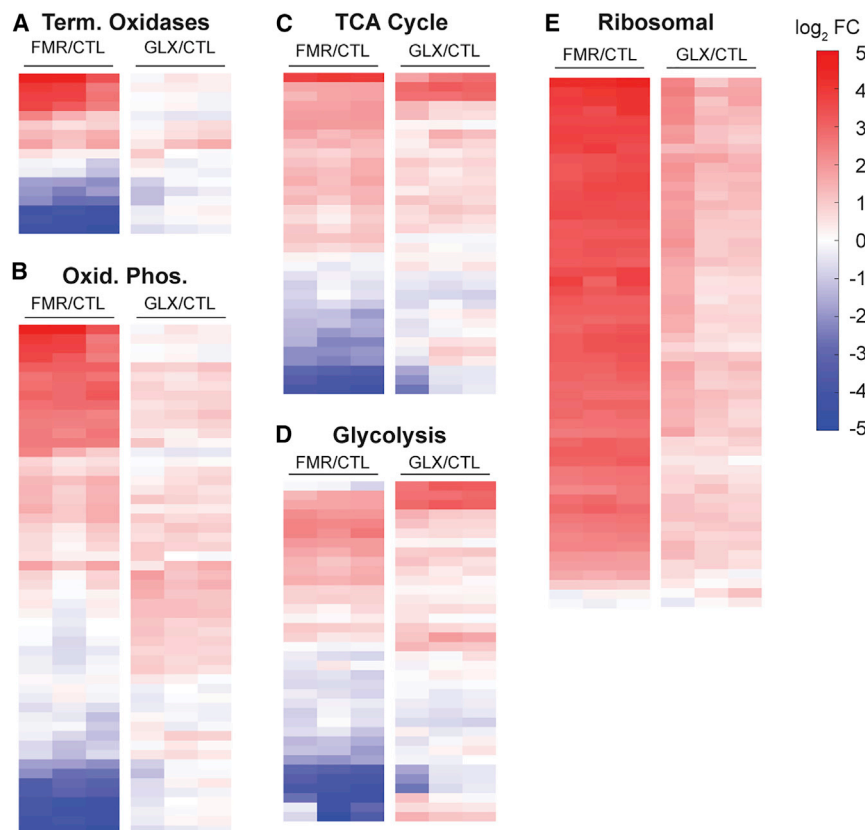 A Term. Oxidases
FMR/CTL GLX/CTL
B Oxid. Phos.
FMR/CTL GLX/CTL
C TCA Cycle
FMR/CTL GLX/CTL
D Glycolysis
FMR/CTL GLX/CTL
E Ribosomal
FMR/CTL GLX/CTL
log₂ FC
5
4
3
2
1
0
-1
-2
-3
-4
-5